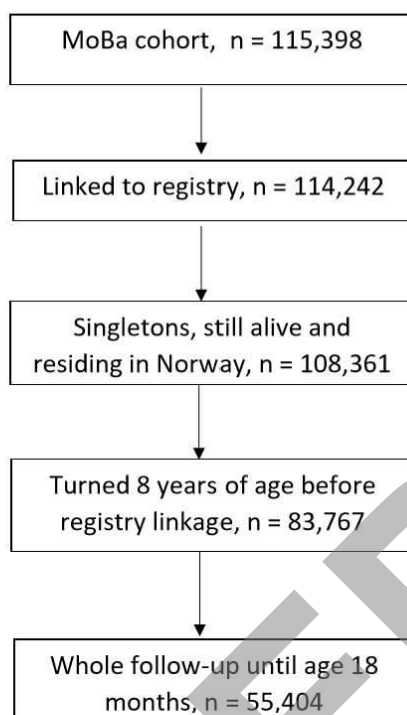 MoBa cohort, n = 115,398
Linked to registry, n = 114,242
Singletons, still alive and
residing in Norway, n = 108,361
Turned 8 years of age before
registry linkage, n = 83,767
Whole follow-up until age 18
months, n = 55,404